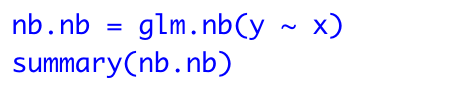 nb.nb = glm.nb(y ~ x)
summary(nb.nb)